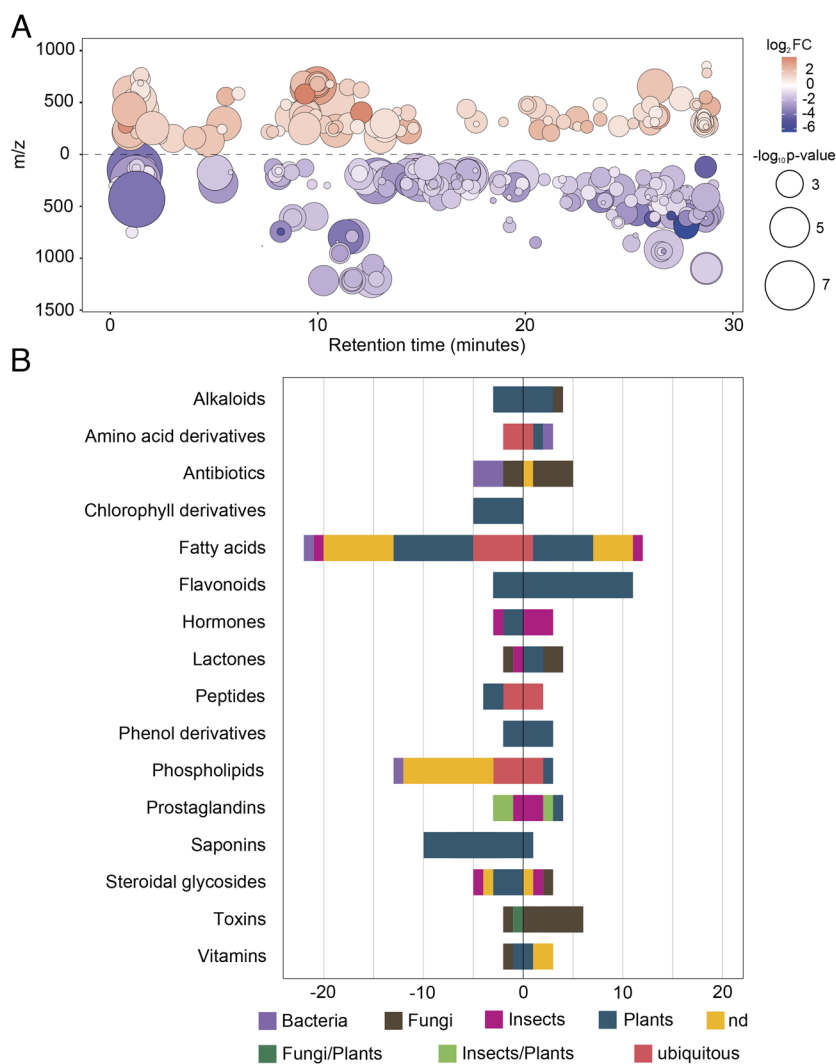 A
1000
500
0
500
1000
1500
m/z
0
10
20
30
Retention time (minutes)
log2FC
2
0
-2
-4
-6
-log10p-value
3
5
7
B
Alkaloids
Amino acid derivatives
Antibiotics
Chlorophyll derivatives
Fatty acids
Flavonoids
Hormones
Lactones
Peptides
Phenol derivatives
Phospholipids
Prostaglandins
Saponins
Steroidal glycosides
Toxins
Vitamins
-20 -10 0 10 20
Bacteria Fungi Insects Plants nd
Fungi/Plants Insects/Plants ubiquitous